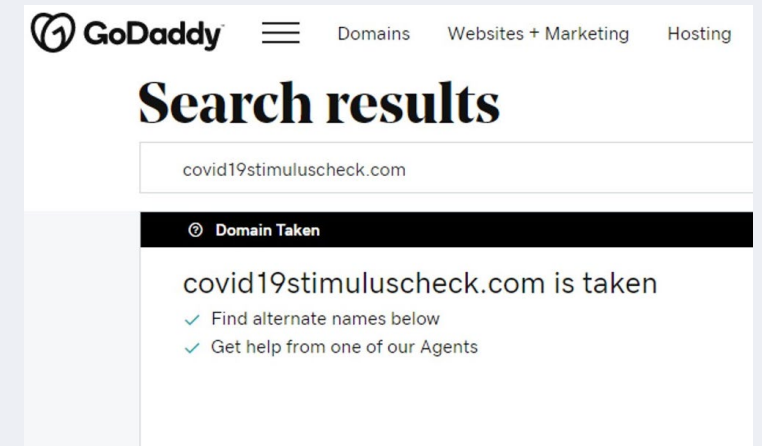 GoDaddy Domains Websites + Marketing Hosting
Search results
covid19stimuluscheck.com
Domain Taken
covid19stimuluscheck.com is taken
Find alternate names below
Get help from one of our Agents